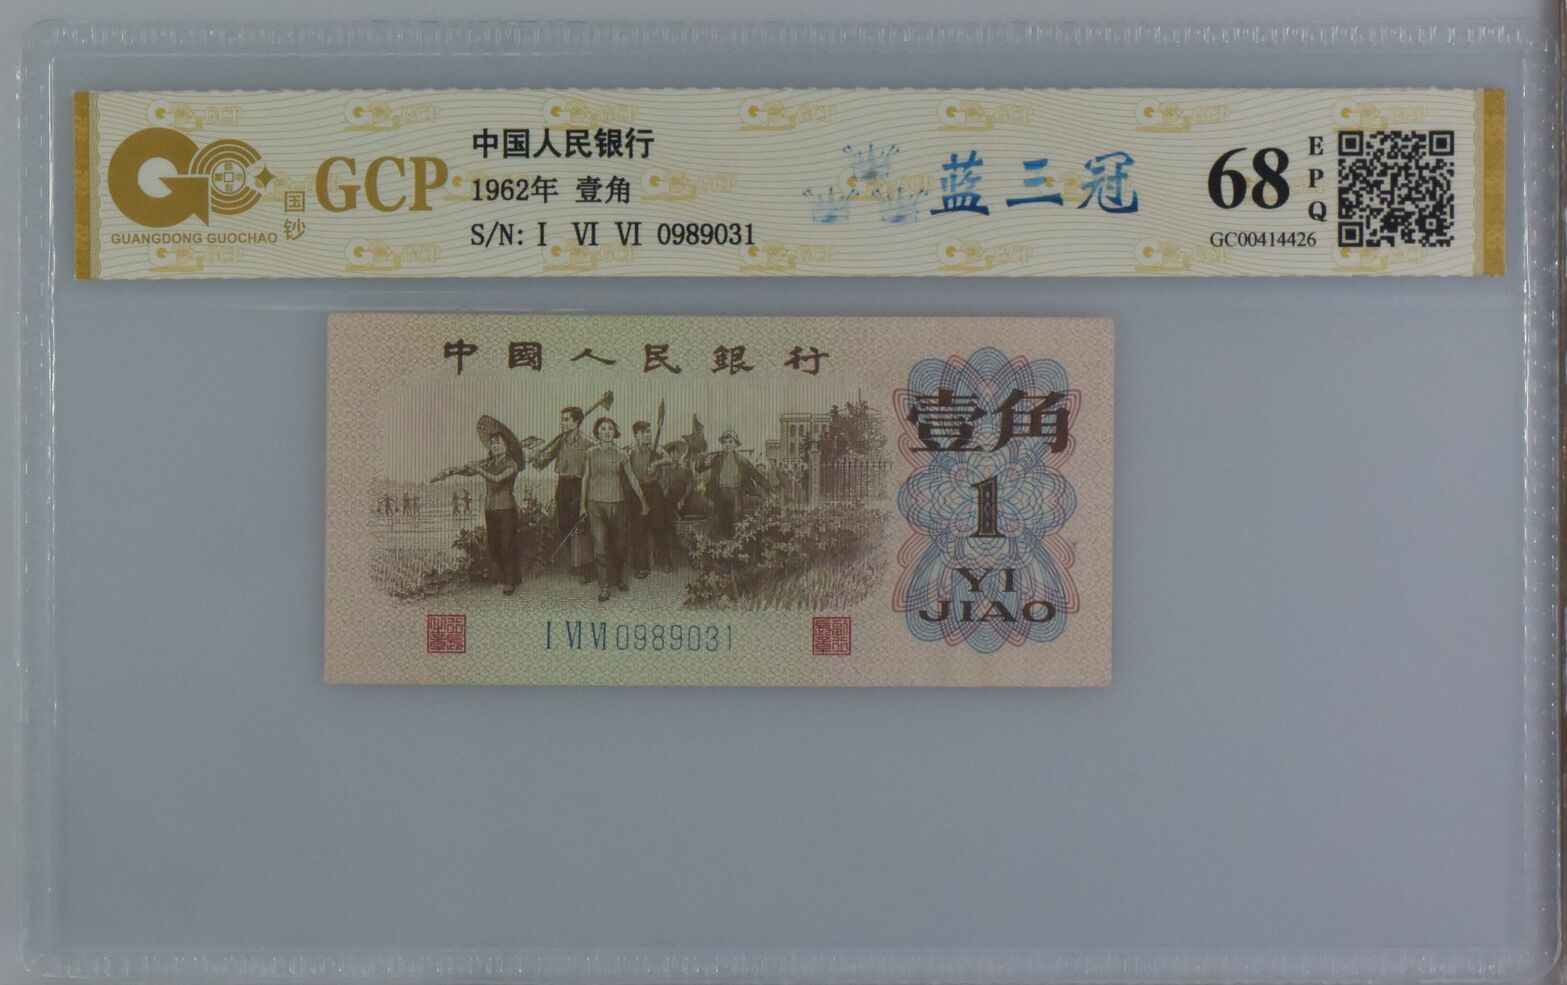 GUANGDONG GUOCHAO
国钞
GCP
中国人民银行
1962年 壹角
S/N: I VI VI 0989031
蓝三冠
68
EPQ
GC00414426
中國人民銀行
壹角
1
YI
JIAO
I VI VI 0989031